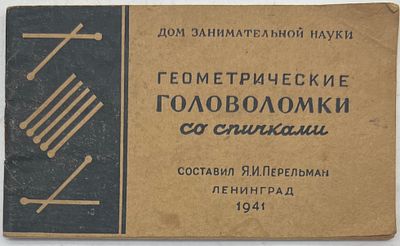 ДОМ ЗАНИМАТЕЛЬНОЙ НАУКИ
ГЕОМЕТРИЧЕСКИЕ
ГОЛОВОЛОМКИ
со спичками
СОСТАВИЛ Я.И.ПЕРЕЛЬМАН
ЛЕНИНГРАД
1941